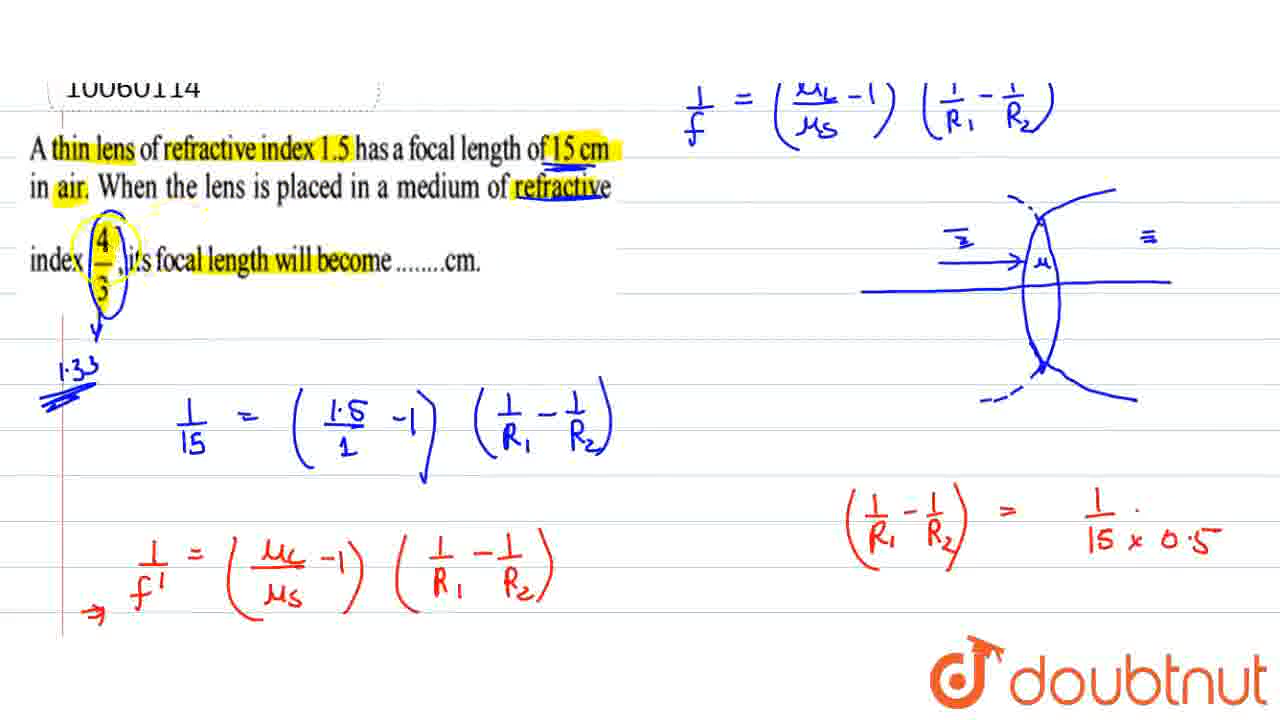 10060114
A thin lens of refractive index 1.5 has a focal length of 15 cm
in air. When the lens is placed in a medium of refractive
index 4/3, its focal length will become ........cm.
1.33
1/f = (μL/μs - 1) (1/R1 - 1/R2)
μ
1/15 = (1.5/1 - 1) (1/R1 - 1/R2)
(1/R1 - 1/R2) = 1/15 × 0.5
⇒ 1/f' = (μL/μs - 1) (1/R1 - 1/R2)
doubtnut